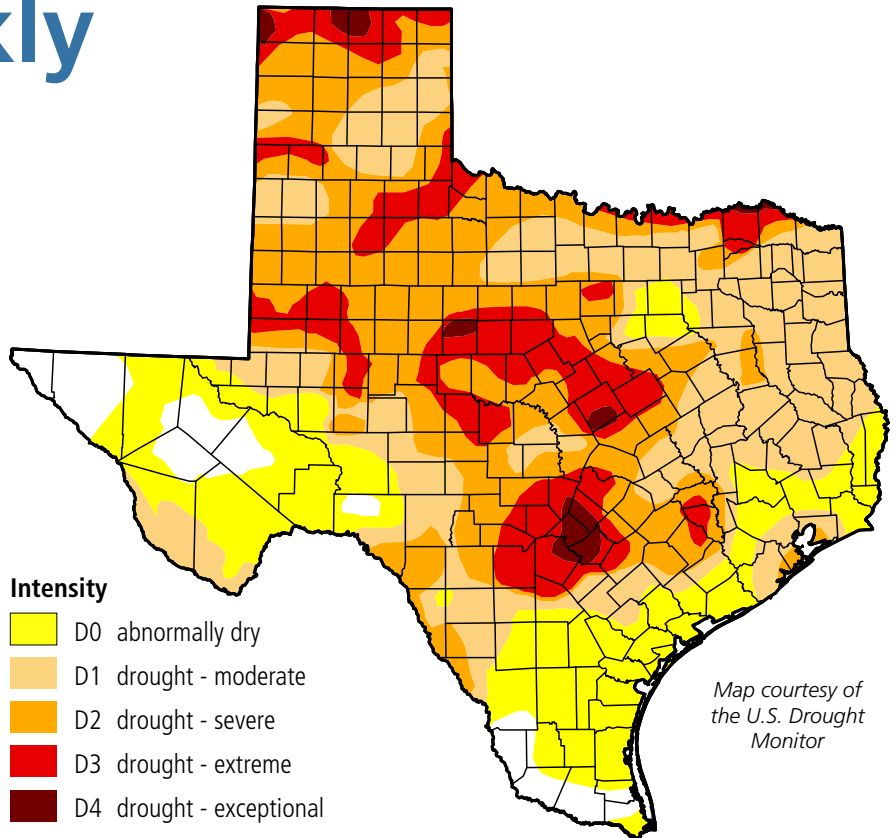 kly
Intensity
D0 abnormally dry
D1 drought - moderate
D2 drought - severe
D3 drought - extreme
D4 drought - exceptional
Map courtesy of
the U.S. Drought
Monitor